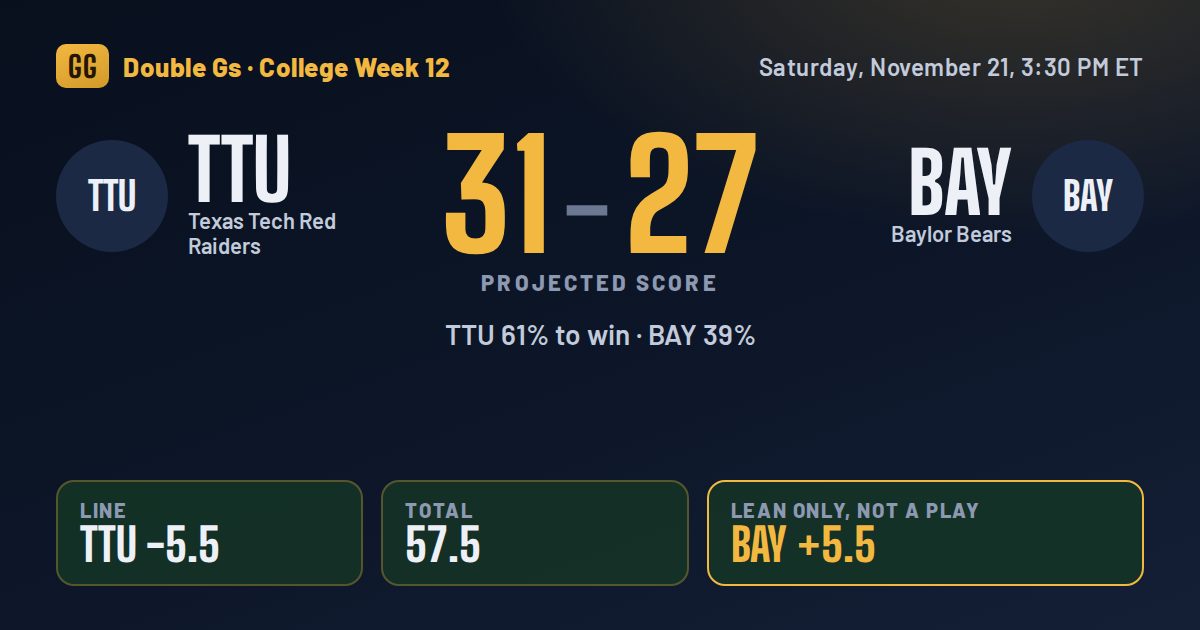 GG
Double Gs · College Week 12
Saturday, November 21, 3:30 PM ET
TTU
TTU
Texas Tech Red
Raiders
31 – 27
PROJECTED SCORE
TTU 61% to win · BAY 39%
BAY
Baylor Bears
BAY
LINE
TTU −5.5
TOTAL
57.5
LEAN ONLY, NOT A PLAY
BAY +5.5